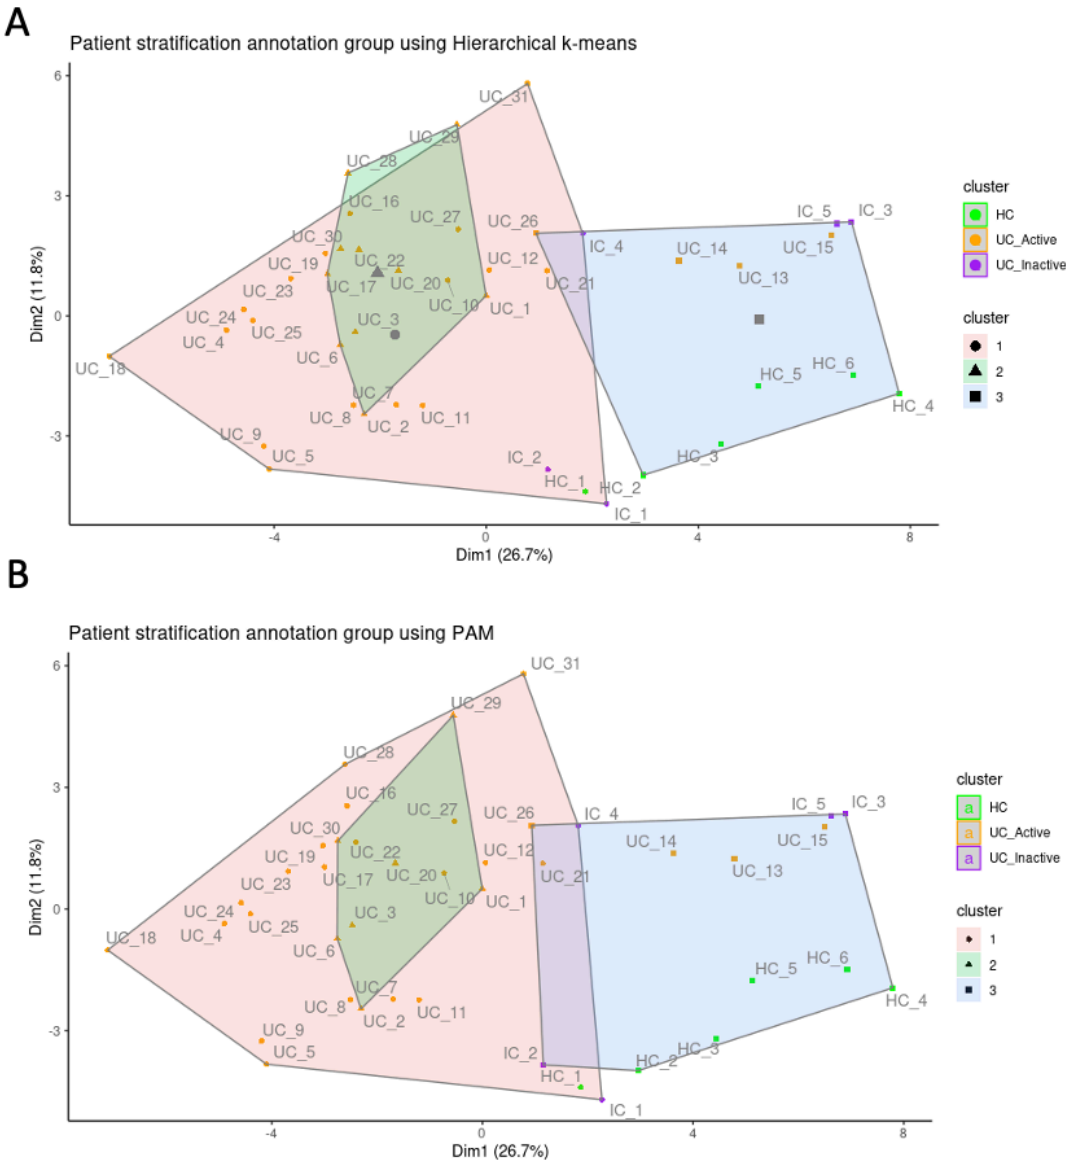 A
Patient stratification annotation group using Hierarchical k-means
6
UC_31
UC_29
UC_28
3
UC_16
UC_27
UC_26
IC_5
IC_3
UC_30
IC_4
UC_14
UC_15
UC_19
UC_22
UC_12
UC_13
UC_23
UC_17
UC_20
UC_21
UC_10
UC_1
0
UC_24
UC_3
UC_25
UC_4
UC_6
UC_18
HC_6
HC_5
UC_7
HC_4
UC_8
UC_2
UC_11
-3
UC_9
UC_5
IC_2
HC_3
HC_1
HC_2
IC_1
-4
0
4
8
Dim1 (26.7%)
Dim2 (11.8%)
cluster
HC
UC_Active
UC_Inactive
cluster
1
2
3
B
Patient stratification annotation group using PAM
6
UC_31
UC_29
UC_28
3
UC_16
UC_27
UC_26
IC_4
IC_5
IC_3
UC_30
UC_14
UC_15
UC_19
UC_22
UC_12
UC_13
UC_23
UC_17
UC_20
UC_21
UC_10
UC_1
0
UC_24
UC_3
UC_4
UC_25
UC_18
UC_6
HC_5
HC_6
UC_7
HC_4
UC_8
UC_2
UC_11
-3
UC_9
UC_5
IC_2
HC_3
HC_2
HC_1
IC_1
-4
0
4
8
Dim1 (26.7%)
Dim2 (11.8%)
cluster
a HC
a UC_Active
a UC_Inactive
cluster
1
2
3